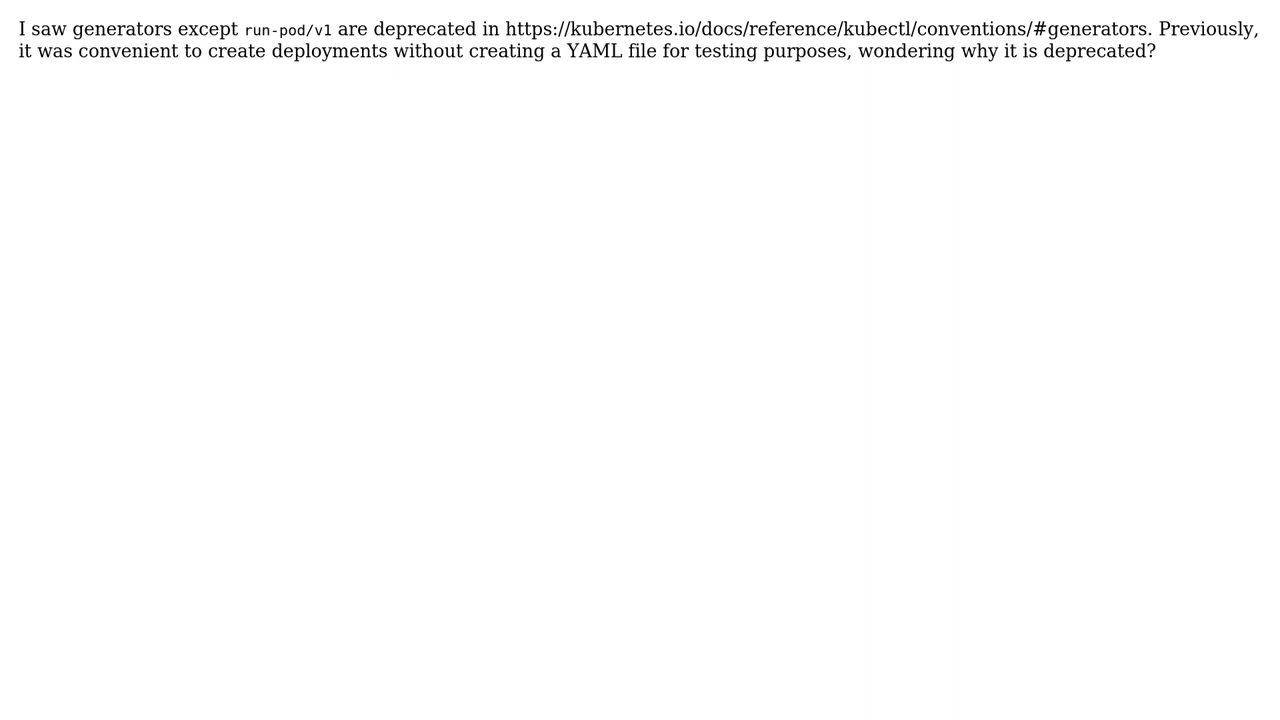 I saw generators except run-pod/v1 are deprecated in https://kubernetes.io/docs/reference/kubectl/conventions/#generators. Previously,
it was convenient to create deployments without creating a YAML file for testing purposes, wondering why it is deprecated?